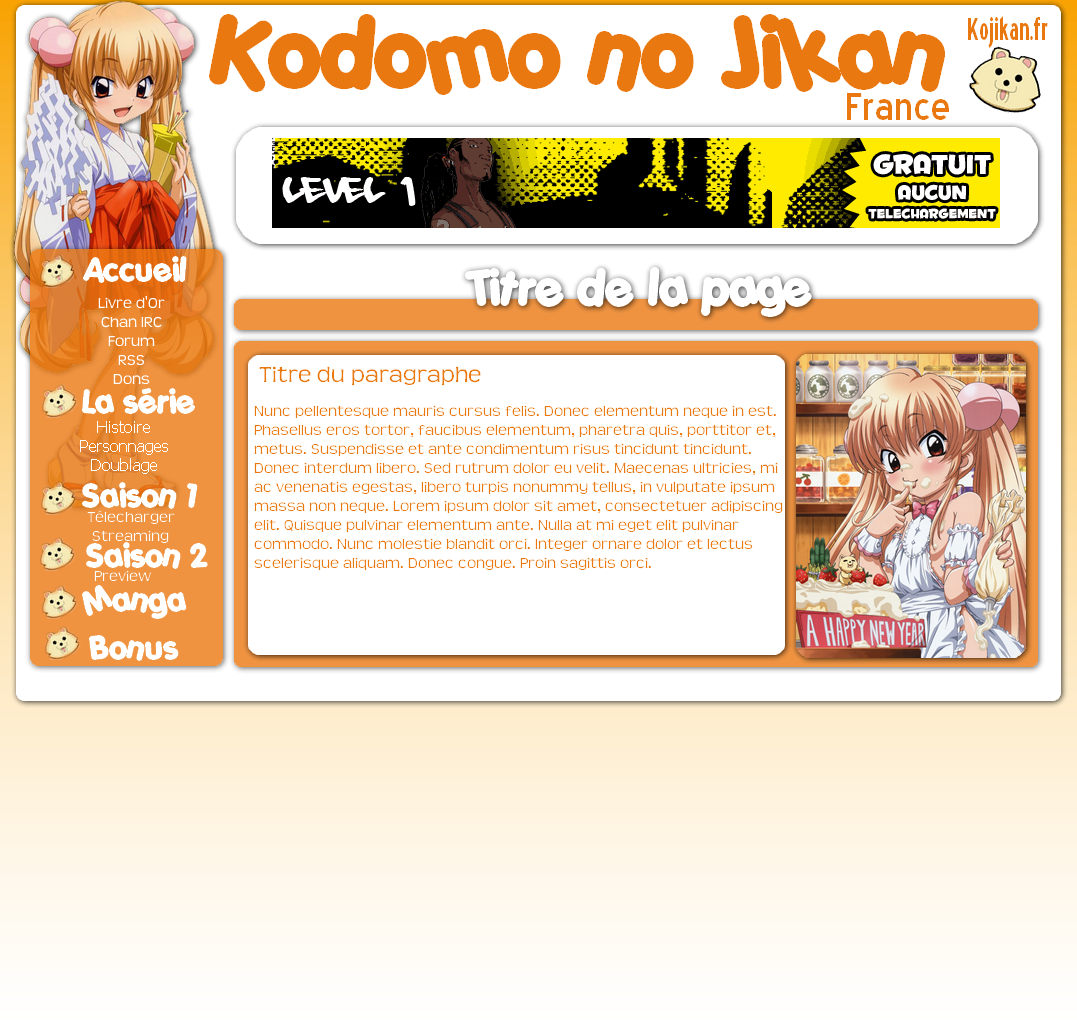 Kodomo no Jikan
France
Kojikan.fr
LEVEL 1
GRATUIT
AUCUN
TELECHARGEMENT
Accueil
Livre d'Or
Chan IRC
Forum
RSS
Dons
La série
Histoire
Personnages
Doublage
Saison 1
Télecharger
Streaming
Saison 2
Preview
Manga
Bonus
Titre de la page
Titre du paragraphe
Nunc pellentesque mauris cursus felis. Donec elementum neque in est.
Phasellus eros tortor, faucibus elementum, pharetra quis, porttitor et,
metus. Suspendisse et ante condimentum risus tincidunt tincidunt.
Donec interdum libero. Sed rutrum dolor eu velit. Maecenas ultricies, mi
ac venenatis egestas, libero turpis nonummy tellus, in vulputate ipsum
massa non neque. Lorem ipsum dolor sit amet, consectetuer adipiscing
elit. Quisque pulvinar elementum ante. Nulla at mi eget elit pulvinar
commodo. Nunc molestie blandit orci. Integer ornare dolor et lectus
scelerisque aliquam. Donec congue. Proin sagittis orci.
A HAPPY NEW YEAR